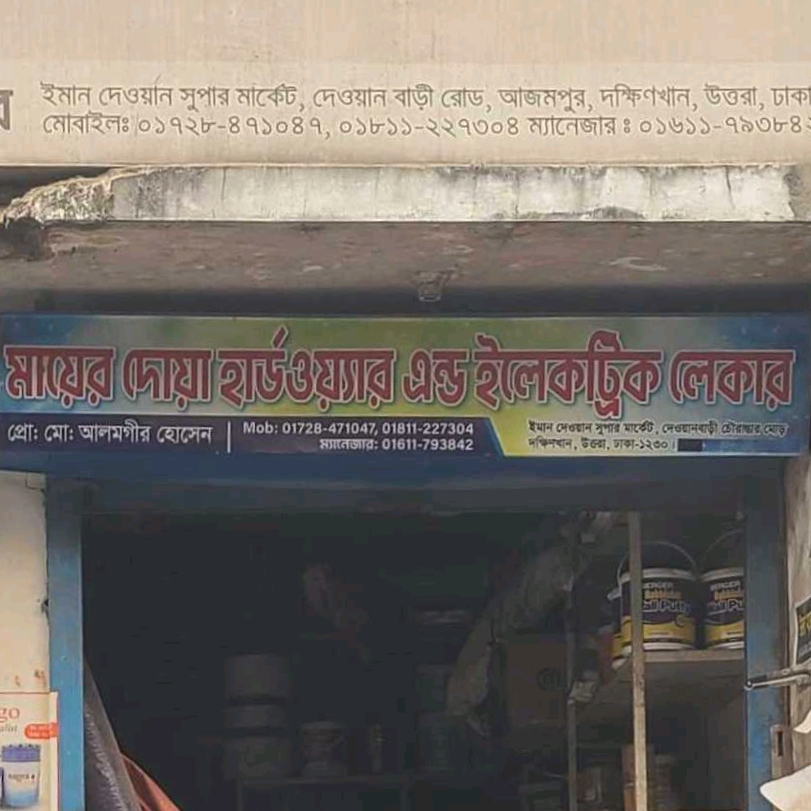 ইমান দেওয়ান সুপার মার্কেট, দেওয়ান বাড়ী রোড, আজমপুর, দক্ষিণখান, উত্তরা, ঢাকা
মোবাইলঃ ০১৭২৮-৪৭১০৪৭, ০১৮১১-২২৭৩০৪ ম্যানেজার ঃ ০১৬১১-৭৯৩৮৪২
মায়ের দোয়া হার্ডওয়্যার এন্ড ইলেকট্রিক লেকার
প্রো: মো: আলমগীর হোসেন
Mob: 01728-471047, 01811-227304
ম্যানেজার: 01611-793842
ইমান দেওয়ান সুপার মার্কেট, দেওয়ানবাড়ী চৌরাস্তার মোড়
দক্ষিণখান, উত্তরা, ঢাকা-১২৩০।
BERGER
Wall Putty
BERGER